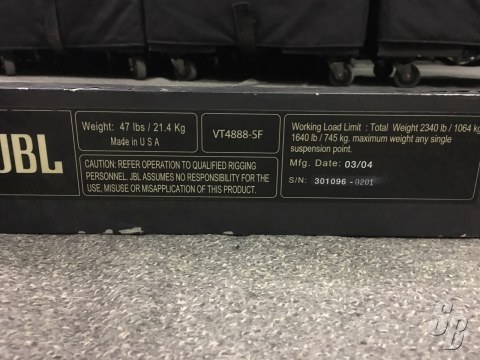 JBL
Weight: 47 lbs / 21.4 Kg
Made in U S A
VT4888-SF
CAUTION: REFER OPERATION TO QUALIFIED RIGGING
PERSONNEL. JBL ASSUMES NO RESPONSIBILITY FOR THE
USE, MISUSE OR MISAPPLICATION OF THIS PRODUCT.
Working Load Limit : Total Weight 2340 lb / 1064 kg
1640 lb / 745 kg. maximum weight any single
suspension point.
Mfg. Date: 03/04
S/N: 301096-0201